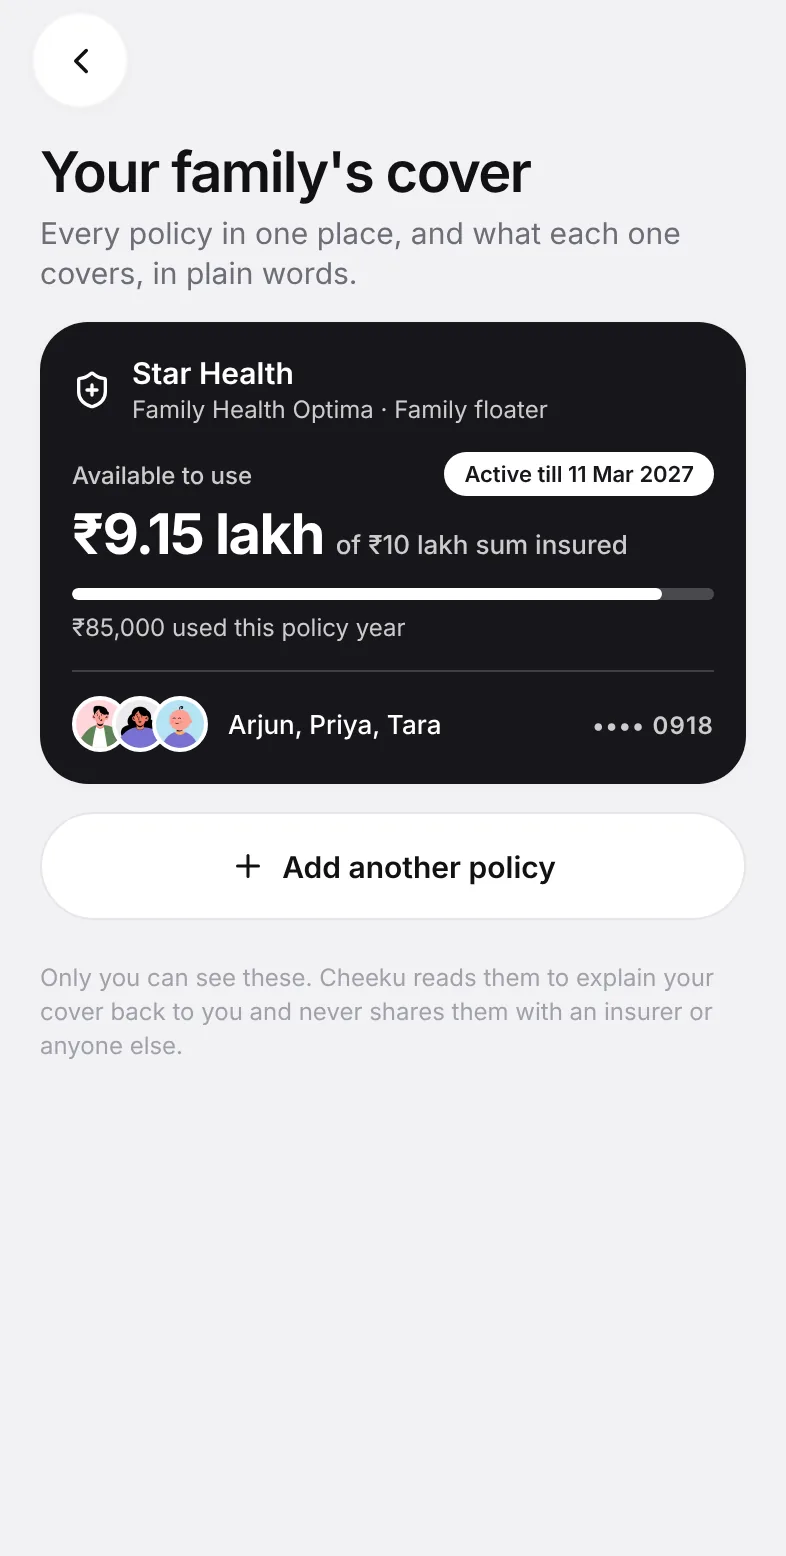 Your family's cover
Every policy in one place, and what each one
covers, in plain words.
Star Health
Family Health Optima · Family floater
Available to use
Active till 11 Mar 2027
₹9.15 lakh of ₹10 lakh sum insured
₹85,000 used this policy year
Arjun, Priya, Tara
•••• 0918
Add another policy
Only you can see these. Cheeku reads them to explain your
cover back to you and never shares them with an insurer or
anyone else.